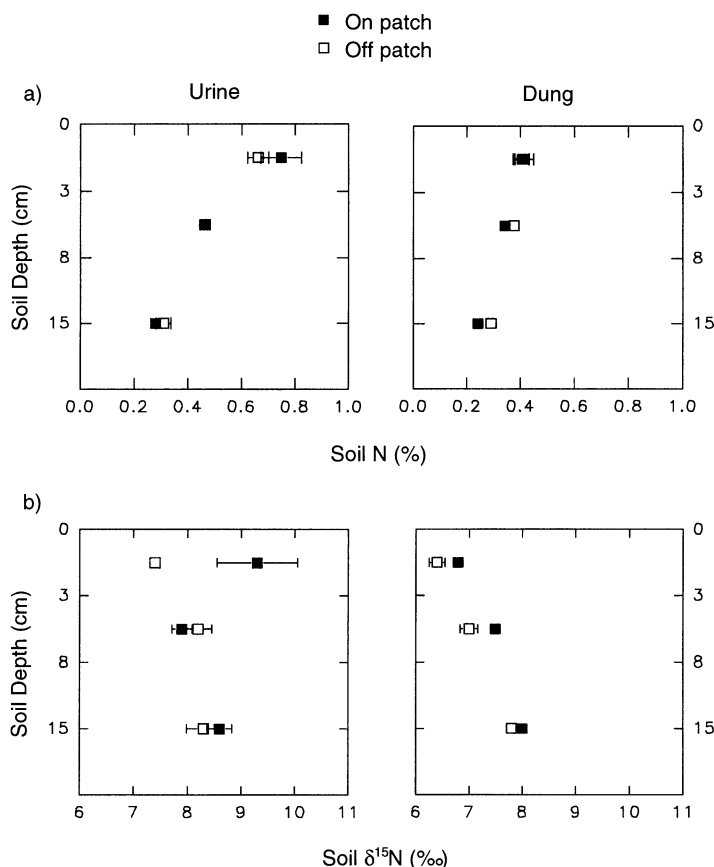 On patch
Off patch
a)
Urine
Dung
0
3
8
15
Soil Depth (cm)
0
3
8
15
0.0 0.2 0.4 0.6 0.8 1.0
0.0 0.2 0.4 0.6 0.8 1.0
Soil N (%)
b)
0
3
8
15
Soil Depth (cm)
0
3
8
15
6 7 8 9 10 11
6 7 8 9 10 11
Soil δ¹⁵N (‰)